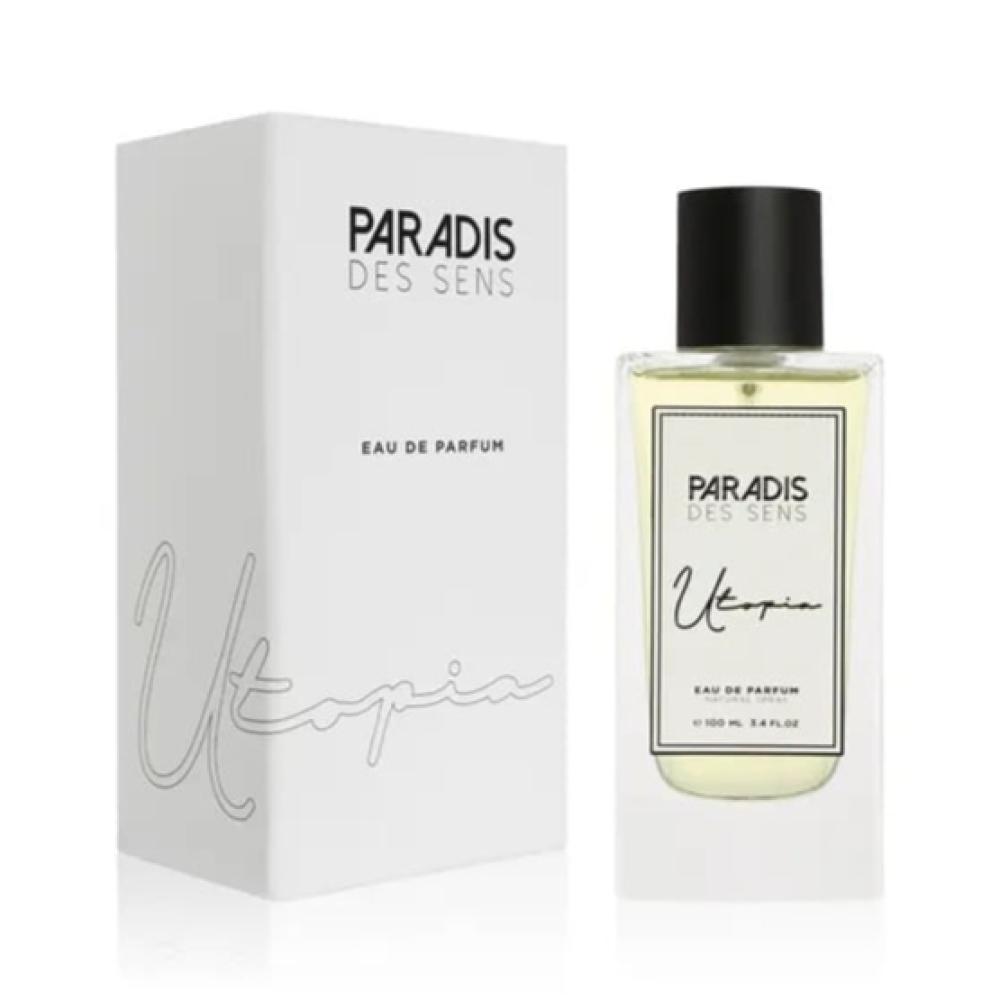 PARADIS
DES SENS
EAU DE PARFUM
Utopia
PARADIS
DES SENS
Utopia
EAU DE PARFUM
NATURAL SPRAY
e 100 ML 3.4 FL.OZ